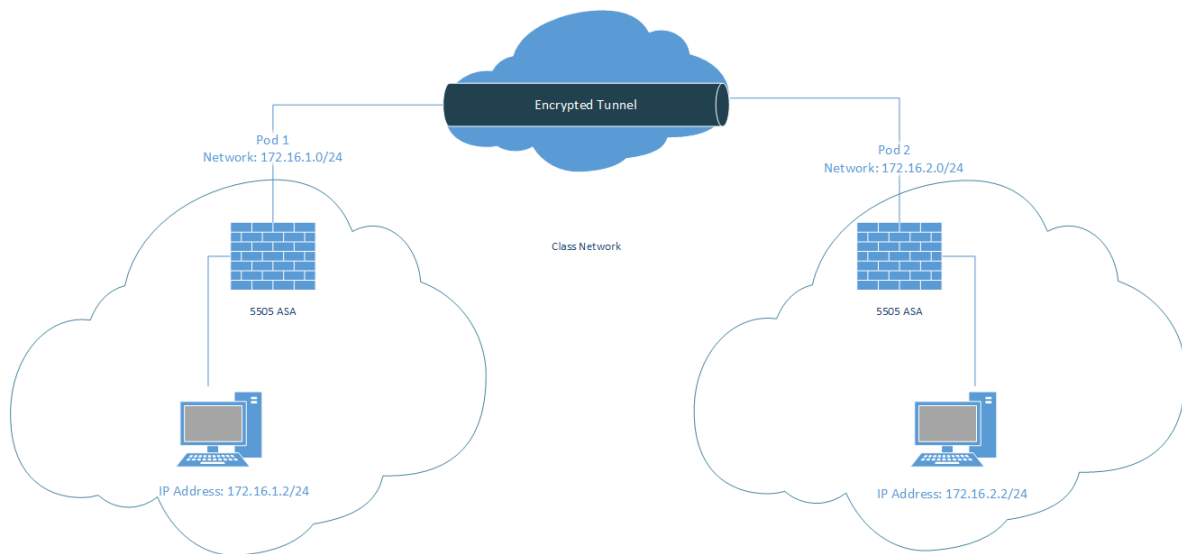 Encrypted Tunnel
Pod 1
Network: 172.16.1.0/24
Pod 2
Network: 172.16.2.0/24
Class Network
5505 ASA
5505 ASA
IP Address: 172.16.1.2/24
IP Address: 172.16.2.2/24